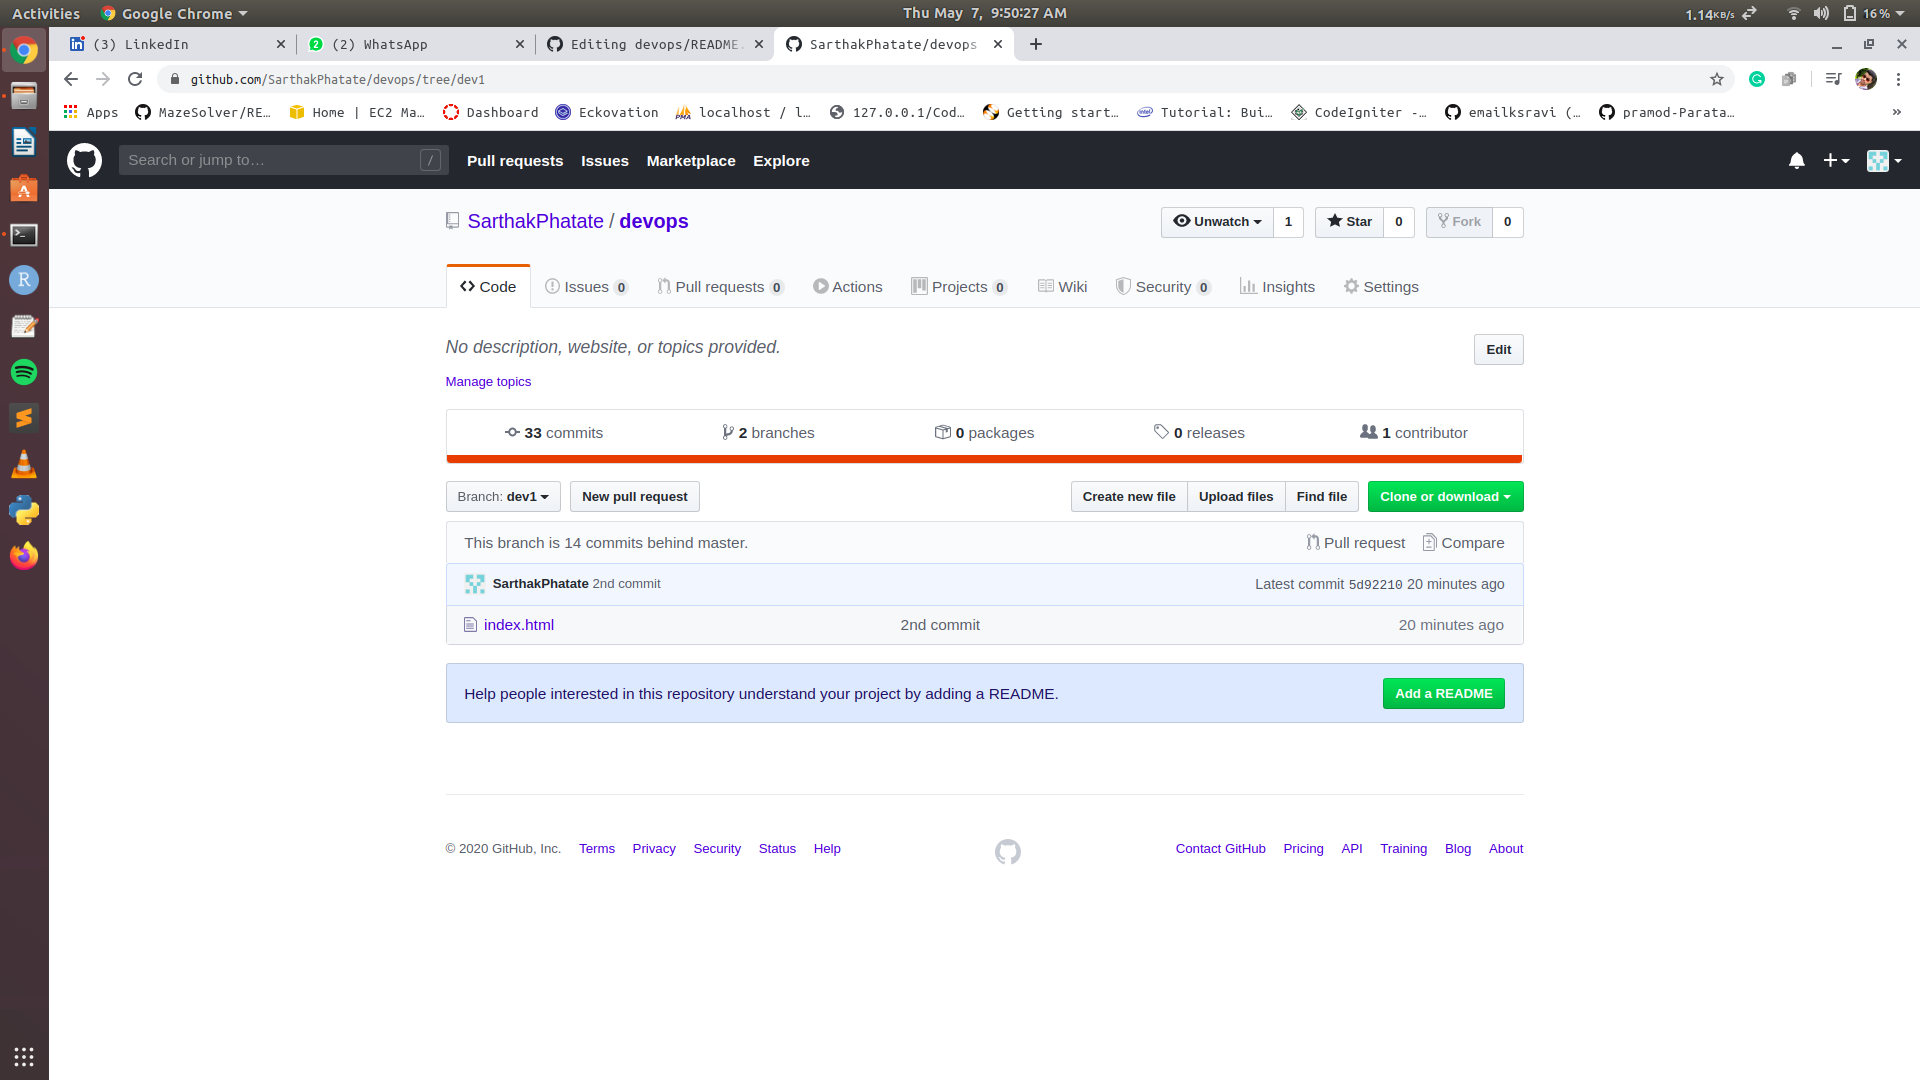 Activities Google Chrome Thu May 7, 9:50:27 AM 1.14KB/s 16%
(3) LinkedIn (2) WhatsApp Editing devops/README. SarthakPhatate/devops
github.com/SarthakPhatate/devops/tree/dev1
Apps MazeSolver/RE… Home | EC2 Ma… Dashboard Eckovation localhost / l… 127.0.0.1/Cod… Getting start… Tutorial: Bui… CodeIgniter -… emailksravi (… pramod-Parata… »
Search or jump to… / Pull requests Issues Marketplace Explore
SarthakPhatate / devops Unwatch 1 Star 0 Fork 0
Code Issues 0 Pull requests 0 Actions Projects 0 Wiki Security 0 Insights Settings
No description, website, or topics provided. Edit
Manage topics
33 commits 2 branches 0 packages 0 releases 1 contributor
Branch: dev1 New pull request Create new file Upload files Find file Clone or download
This branch is 14 commits behind master. Pull request Compare
SarthakPhatate 2nd commit Latest commit 5d92210 20 minutes ago
index.html 2nd commit 20 minutes ago
Help people interested in this repository understand your project by adding a README. Add a README
© 2020 GitHub, Inc. Terms Privacy Security Status Help Contact GitHub Pricing API Training Blog About